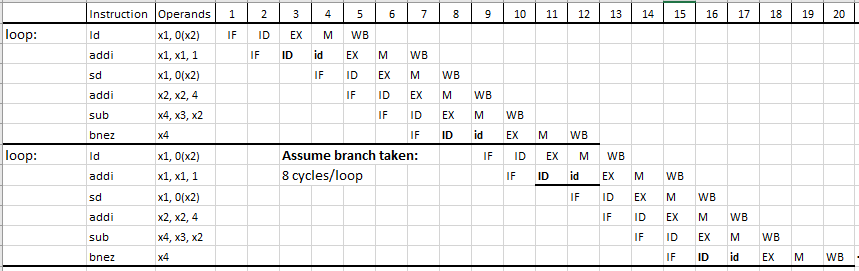 Instruction Operands 1 2 3 4 5 6 7 8 9 10 11 12 13 14 15 16 17 18 19 20
loop: ld x1, 0(x2) IF ID EX M WB
addi x1, x1, 1 IF ID id EX M WB
sd x1, 0(x2) IF ID EX M WB
addi x2, x2, 4 IF ID EX M WB
sub x4, x3, x2 IF ID EX M WB
bnez x4 IF ID id EX M WB
loop: ld x1, 0(x2) Assume branch taken: IF ID EX M WB
addi x1, x1, 1 8 cycles/loop IF ID id EX M WB
sd x1, 0(x2) IF ID EX M WB
addi x2, x2, 4 IF ID EX M WB
sub x4, x3, x2 IF ID EX M WB
bnez x4 IF ID id EX M WB